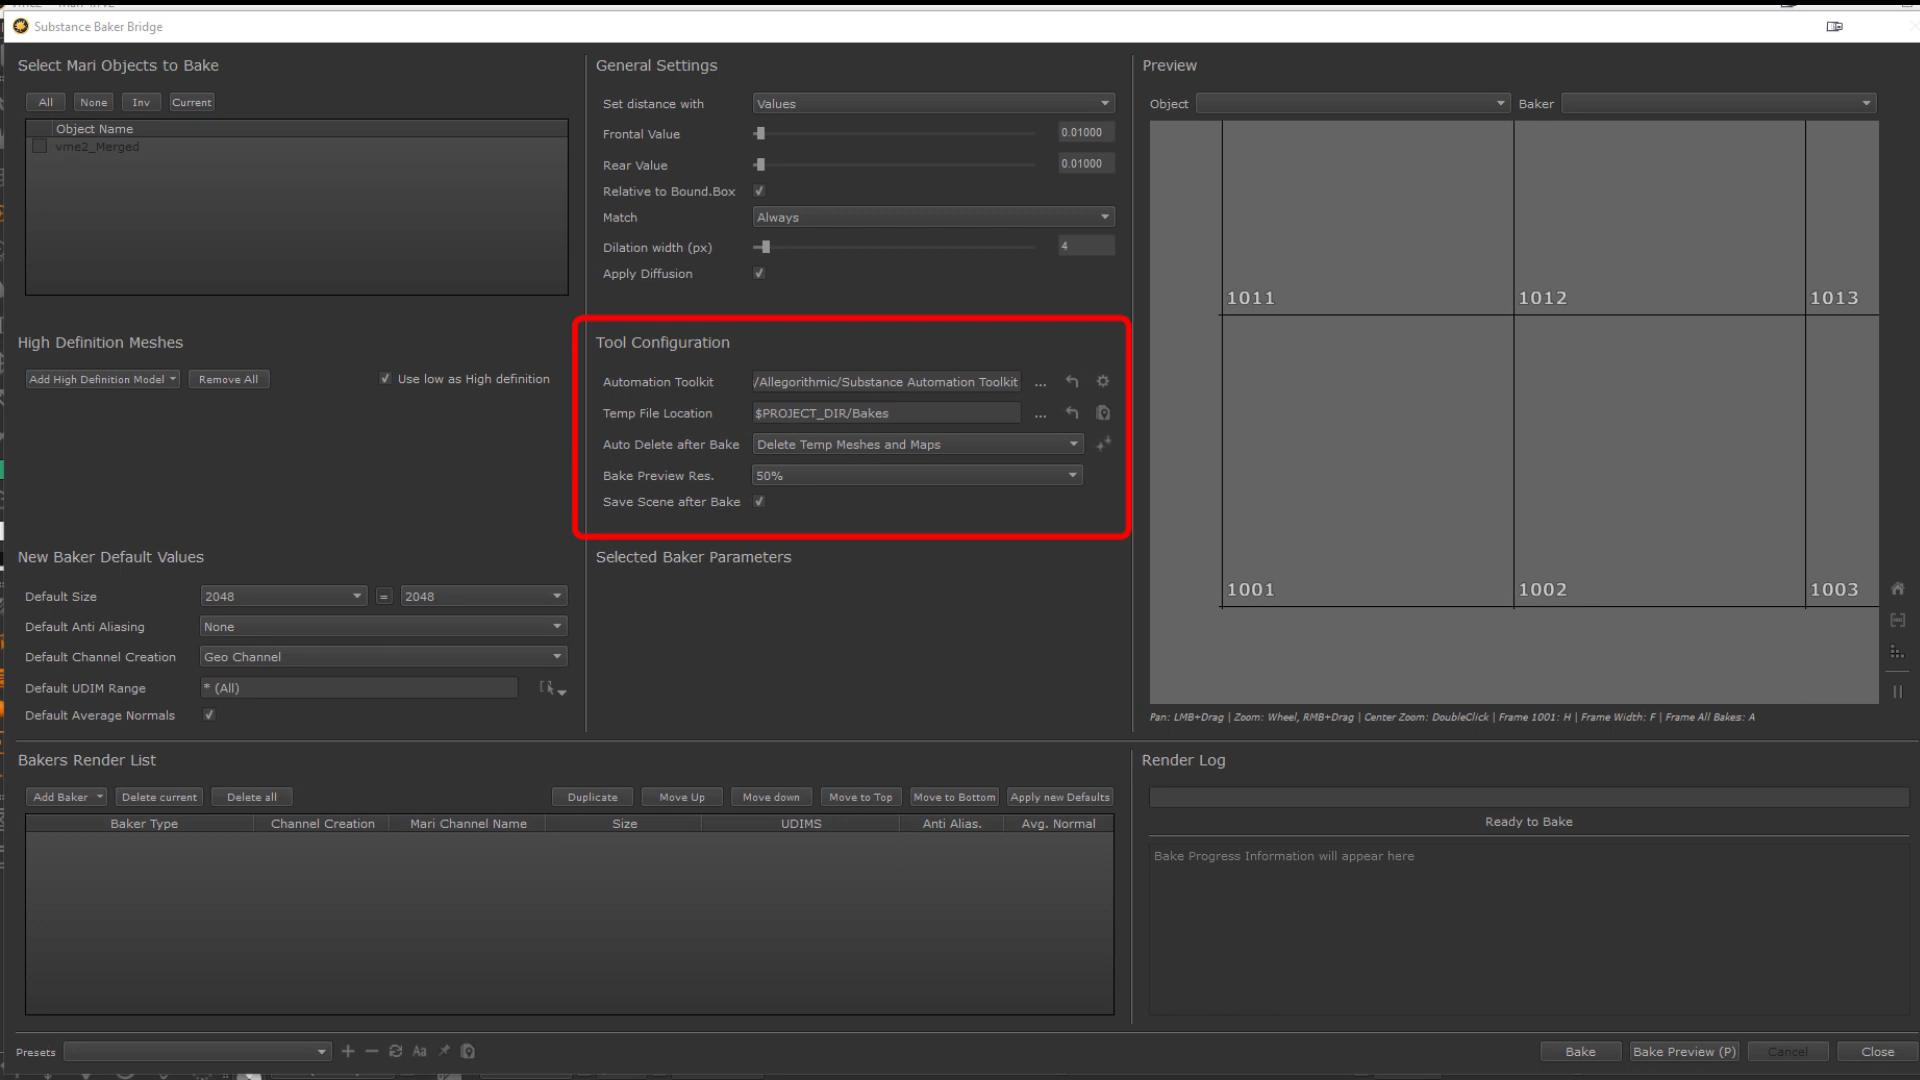 Substance Baker Bridge
Select Mari Objects to Bake
All None Inv Current
Object Name
vme2_Merged
High Definition Meshes
Add High Definition Model Remove All Use low as High definition
New Baker Default Values
Default Size 2048 = 2048
Default Anti Aliasing None
Default Channel Creation Geo Channel
Default UDIM Range * (All)
Default Average Normals
General Settings
Set distance with Values
Frontal Value 0.01000
Rear Value 0.01000
Relative to Bound.Box
Match Always
Dilation width (px) 4
Apply Diffusion
Tool Configuration
Automation Toolkit /Allegorithmic/Substance Automation Toolkit ...
Temp File Location $PROJECT_DIR/Bakes ...
Auto Delete after Bake Delete Temp Meshes and Maps
Bake Preview Res. 50%
Save Scene after Bake
Selected Baker Parameters
Preview
Object Baker
1011 1012 1013
1001 1002 1003
Pan: LMB+Drag | Zoom: Wheel, RMB+Drag | Center Zoom: DoubleClick | Frame 1001: H | Frame Width: F | Frame All Bakes: A
Bakers Render List
Add Baker Delete current Delete all Duplicate Move Up Move down Move to Top Move to Bottom Apply new Defaults
Baker Type Channel Creation Mari Channel Name Size UDIMS Anti Alias. Avg. Normal
Render Log
Ready to Bake
Bake Progress Information will appear here
Presets Aa
Bake Bake Preview (P) Cancel Close